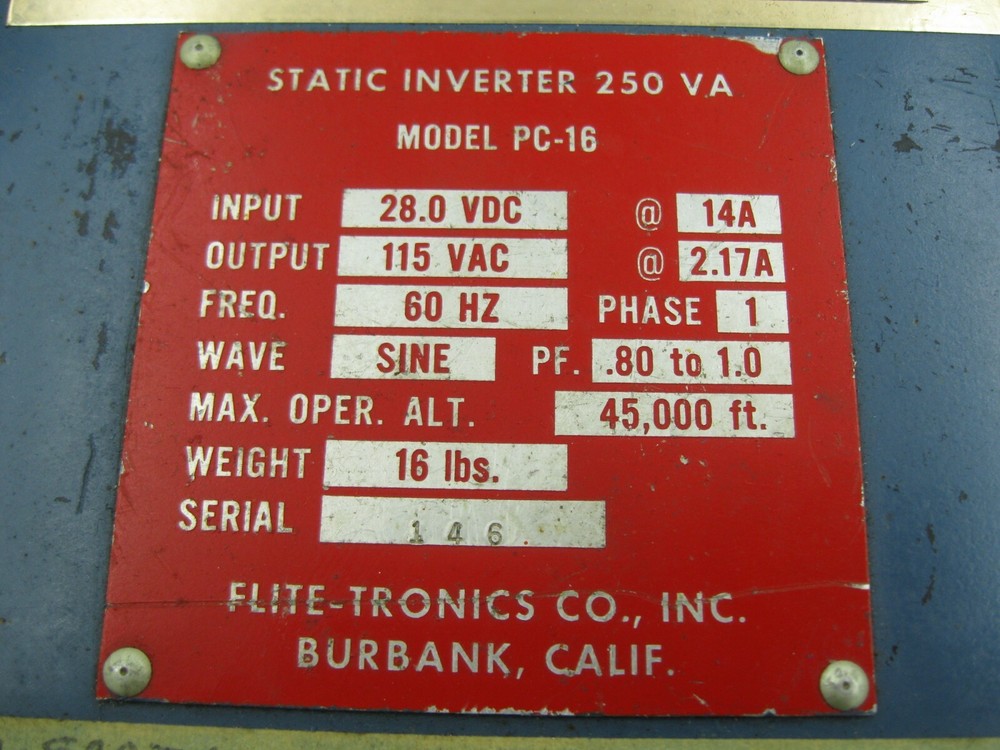 STATIC INVERTER 250 VA
MODEL PC-16
INPUT 28.0 VDC @ 14A
OUTPUT 115 VAC @ 2.17A
FREQ. 60 HZ PHASE 1
WAVE SINE PF. .80 to 1.0
MAX. OPER. ALT. 45,000 ft.
WEIGHT 16 lbs.
SERIAL 146
FLITE-TRONICS CO., INC.
BURBANK, CALIF.